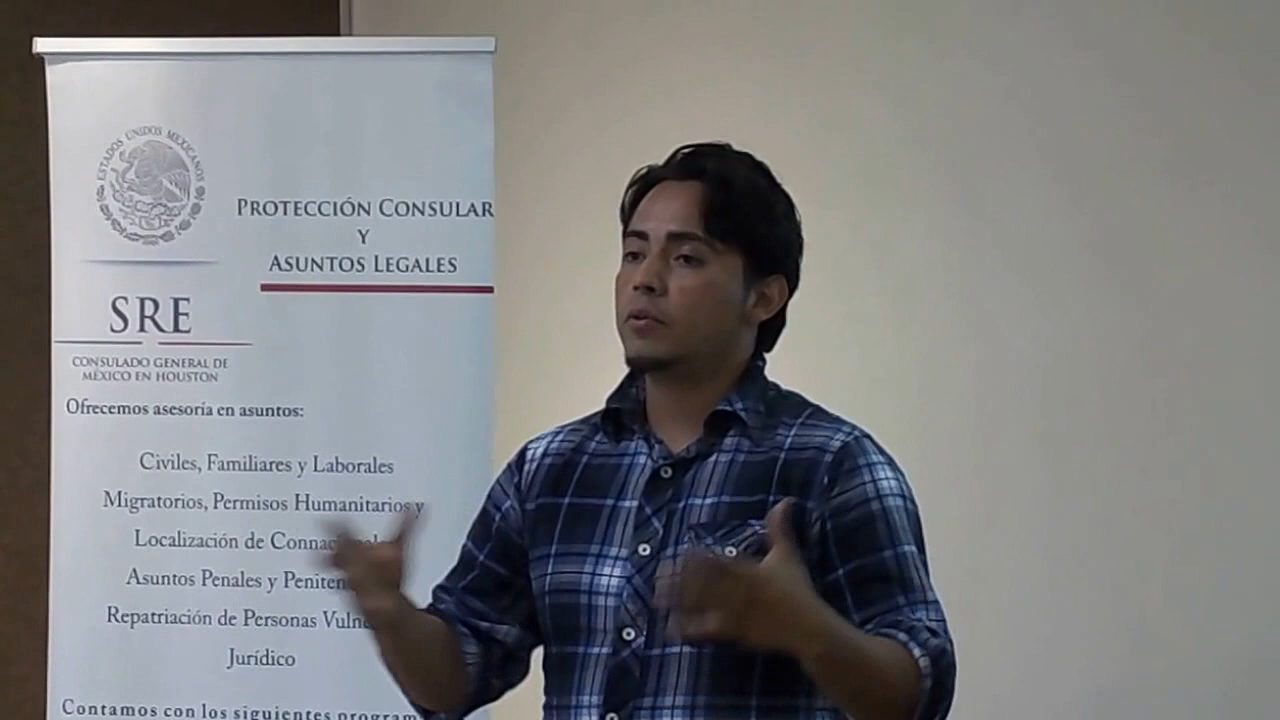 ESTADOS UNIDOS MEXICANOS
PROTECCIÓN CONSULAR
Y
ASUNTOS LEGALES
SRE
CONSULADO GENERAL DE
MÉXICO EN HOUSTON
Ofrecemos asesoría en asuntos:
Civiles, Familiares y Laborales
Migratorios, Permisos Humanitarios y
Localización de
Asuntos Penales y
Repatriación de Personas
Jurídico
Contamos con los siguientes